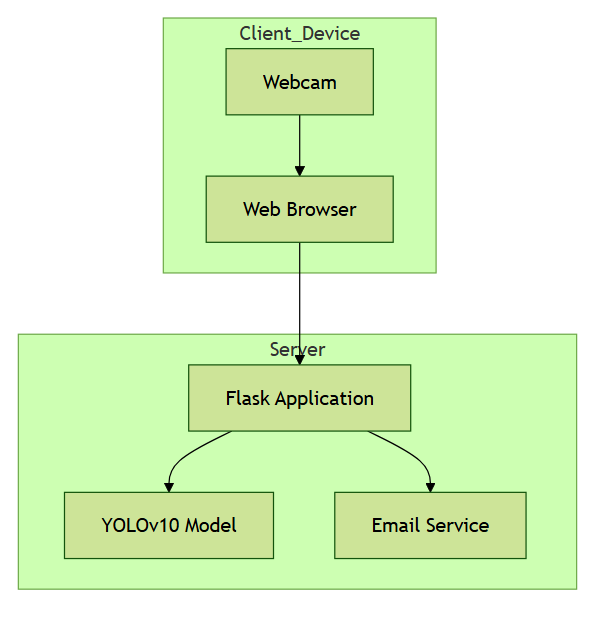 Client_Device
Webcam
Web Browser
Server
Flask Application
YOLOv10 Model
Email Service